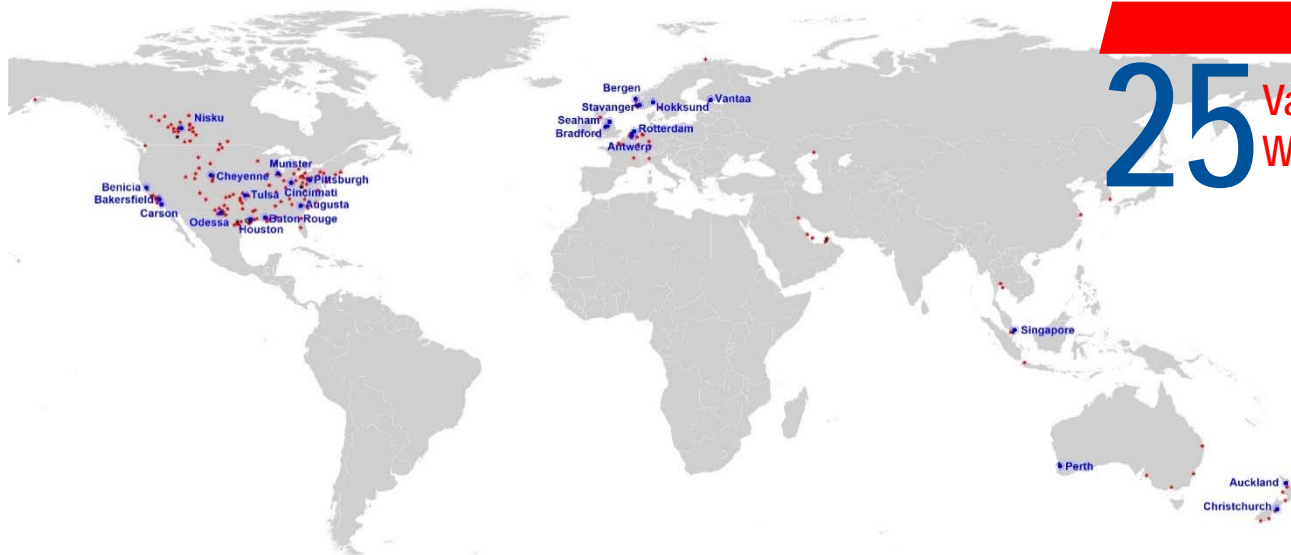 25
Va
W
Nisku
Munster
Cheyenne
Pittsburgh
Benicia
Tulsa
Cincinnati
Bakersfield
Augusta
Carson
Odessa
Baton Rouge
Houston
Bergen
Vantaa
Stavanger
Hokksund
Seaham
Rotterdam
Bradford
Antwerp
Singapore
Perth
Auckland
Christchurch